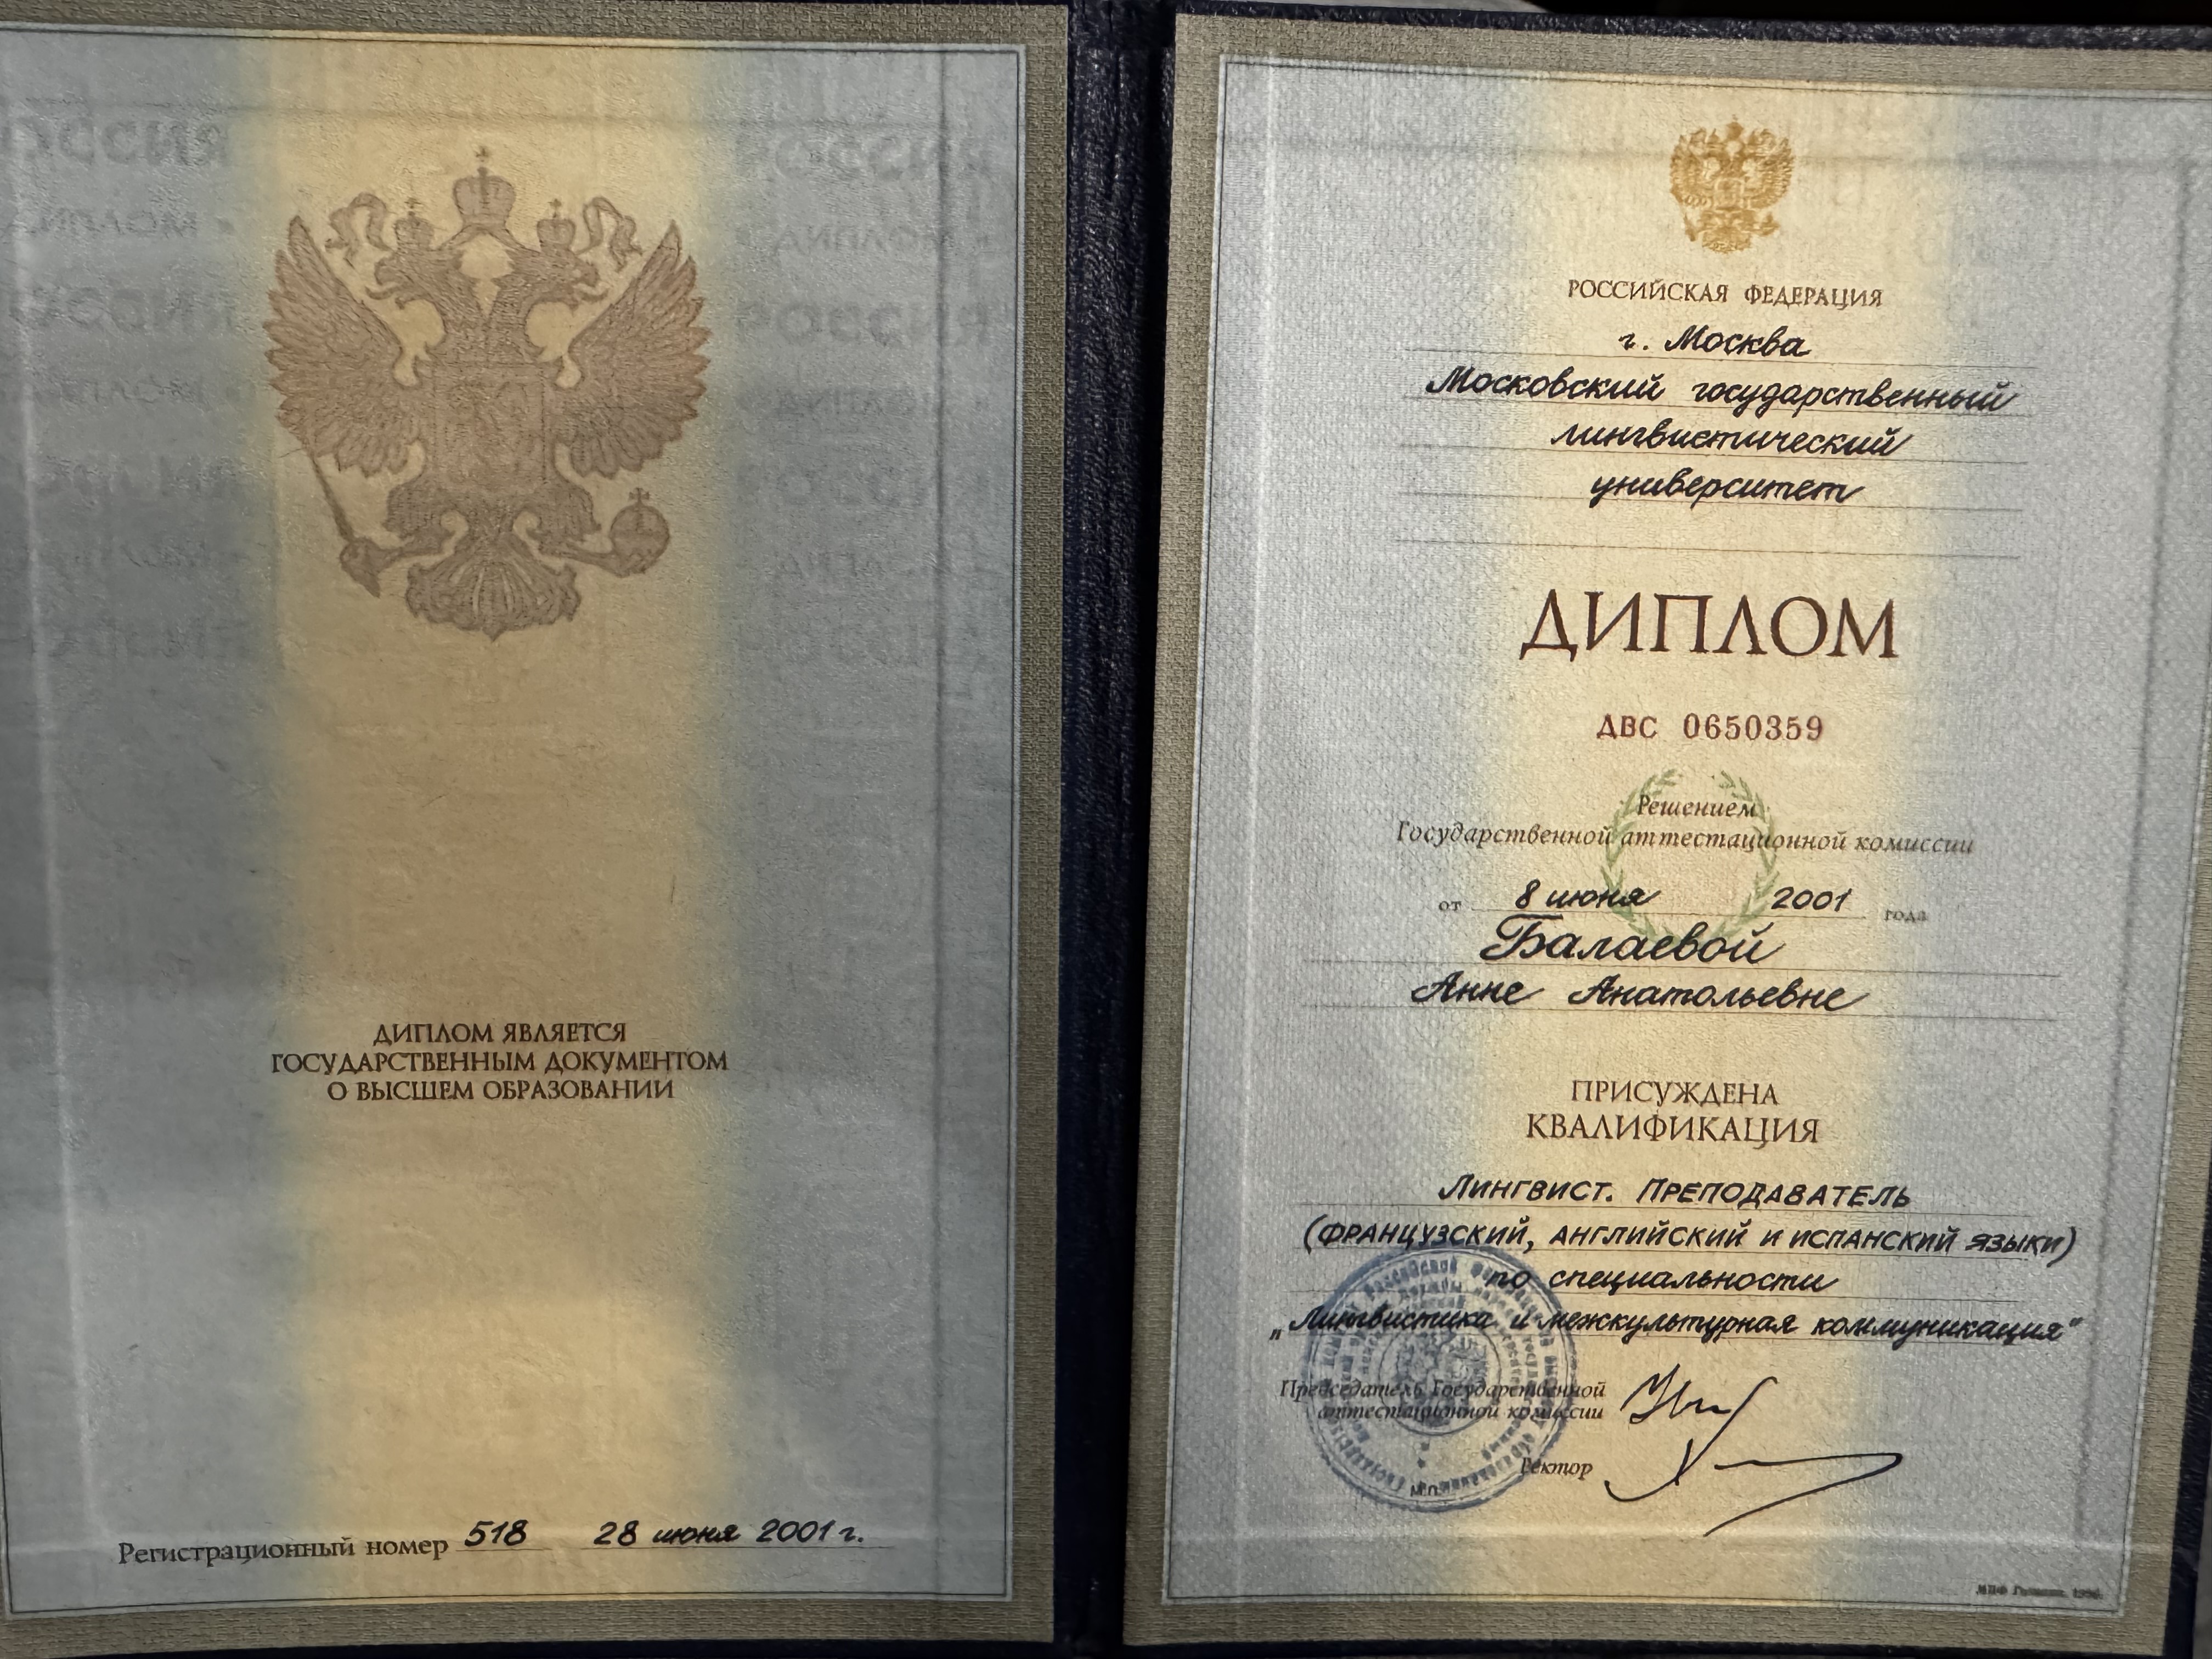 ДИПЛОМ ЯВЛЯЕТСЯ
ГОСУДАРСТВЕННЫМ ДОКУМЕНТОМ
О ВЫСШЕМ ОБРАЗОВАНИИ
Регистрационный номер 518 28 июня 2001 г.
РОССИЙСКАЯ ФЕДЕРАЦИЯ
г. Москва
Московский государственный
лингвистический
университет
ДИПЛОМ
ДВС 0650359
Решением
Государственной аттестационной комиссии
от 8 июня 2001 года
Балаевой
Анне Анатольевне
ПРИСУЖДЕНА
КВАЛИФИКАЦИЯ
ЛИНГВИСТ. ПРЕПОДАВАТЕЛЬ
(ФРАНЦУЗСКИЙ, АНГЛИЙСКИЙ И ИСПАНСКИЙ ЯЗЫКИ)
по специальности
„Лингвистика и межкультурная коммуникация“
Председатель Государственной
аттестационной комиссии
Ректор
М.П.